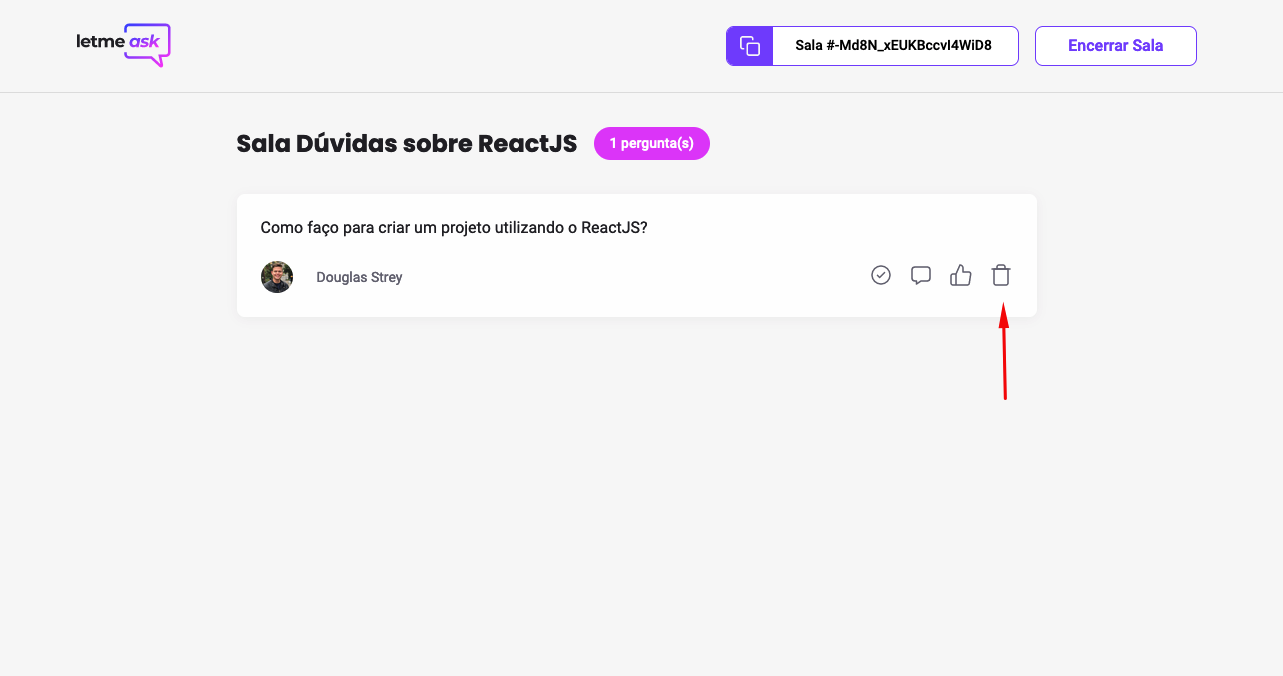 letme ask
Sala #-Md8N_xEUKBccvI4WiD8
Encerrar Sala
Sala Dúvidas sobre ReactJS
1 pergunta(s)
Como faço para criar um projeto utilizando o ReactJS?
Douglas Strey